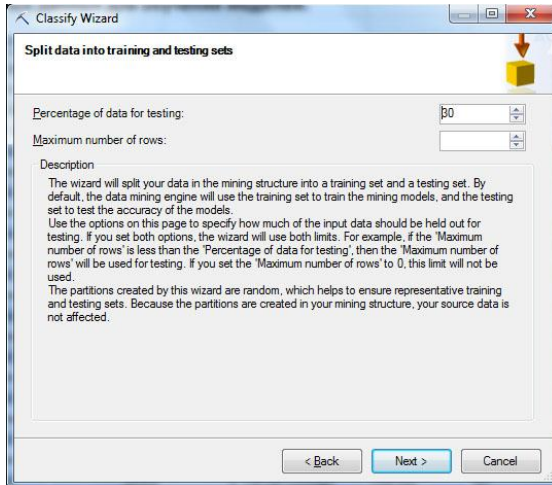 Classify Wizard
Split data into training and testing sets
Percentage of data for testing:
30
Maximum number of rows:
Description
The wizard will split your data in the mining structure into a training set and a testing set. By
default, the data mining engine will use the training set to train the mining models, and the testing
set to test the accuracy of the models.
Use the options on this page to specify how much of the input data should be held out for
testing. If you set both options, the wizard will use both limits. For example, if the 'Maximum
number of rows' is less than the 'Percentage of data for testing', then the 'Maximum number of
rows' will be used for testing. If you set the 'Maximum number of rows' to 0, this limit will not be
used.
The partitions created by this wizard are random, which helps to ensure representative training
and testing sets. Because the partitions are created in your mining structure, your source data is
not affected.
< Back
Next >
Cancel